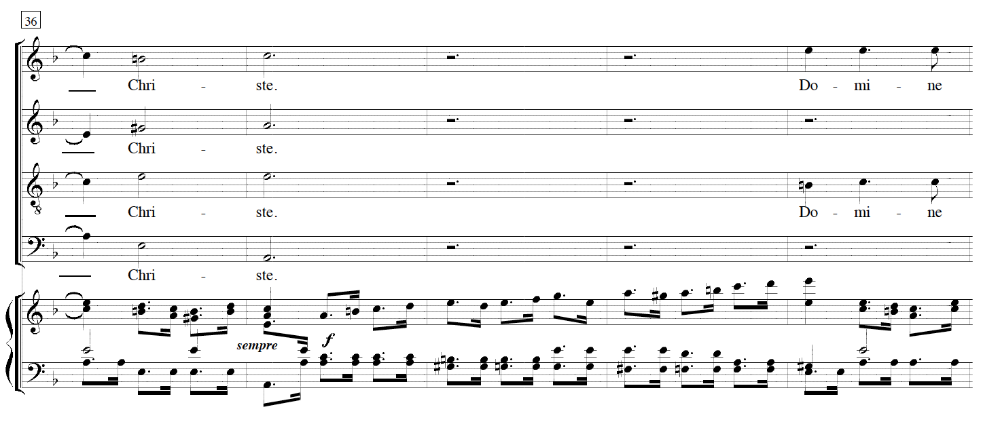 36
Chri - ste. Do - mi - ne
Chri - ste.
Chri - ste. Do - mi - ne
Chri - ste.
sempre f